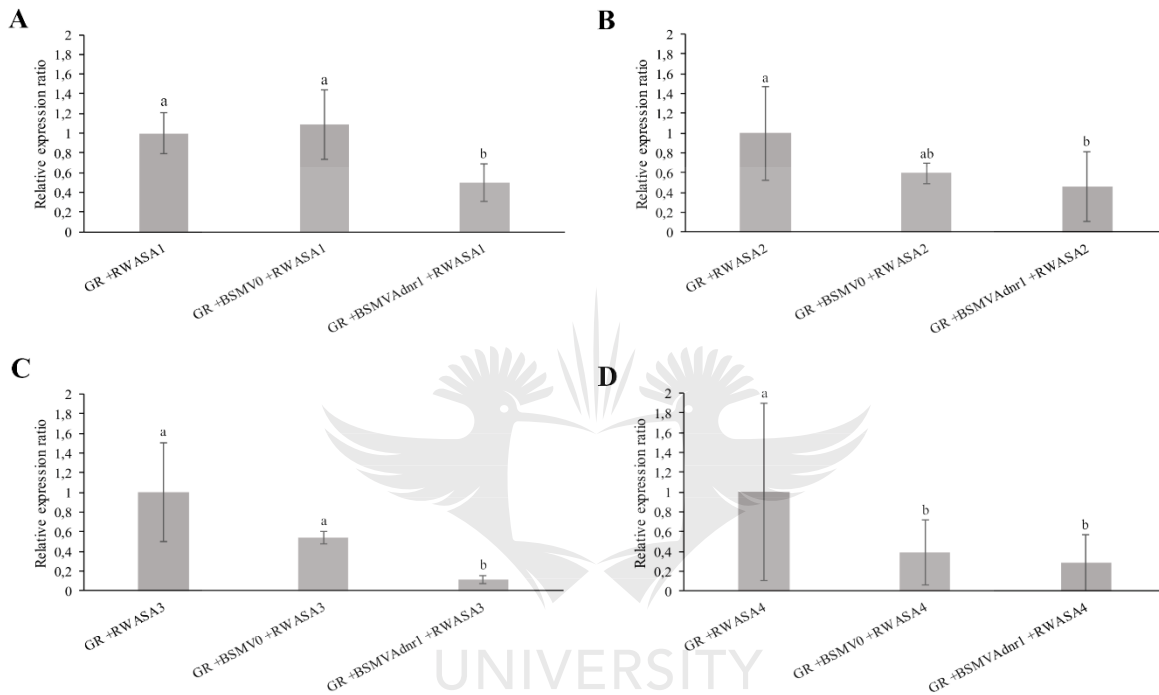 A
Relative expression ratio
2
1,8
1,6
1,4
1,2
1
0,8
0,6
0,4
0,2
0
a
a
b
GR +RWASA1
GR +BSMV0 +RWASA1
GR +BSMVAdnr1 +RWASA1
B
Relative expression ratio
2
1,8
1,6
1,4
1,2
1
0,8
0,6
0,4
0,2
0
a
ab
b
GR +RWASA2
GR +BSMV0 +RWASA2
GR +BSMVAdnr1 +RWASA2
C
Relative expression ratio
2
1,8
1,6
1,4
1,2
1
0,8
0,6
0,4
0,2
0
a
a
b
GR +RWASA3
GR +BSMV0 +RWASA3
GR +BSMVAdnr1 +RWASA3
D
Relative expression ratio
2
1,8
1,6
1,4
1,2
1
0,8
0,6
0,4
0,2
0
a
b
b
GR +RWASA4
GR +BSMV0 +RWASA4
GR +BSMVAdnr1 +RWASA4
UNIVERSITY